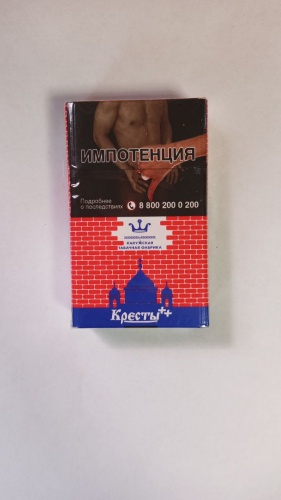 ИМПОТЕНЦИЯ
Подробнее
о последствиях 8 800 200 0 200
КАЛУЖСКАЯ
ТАБАЧНАЯ ФАБРИКА
Кресты++